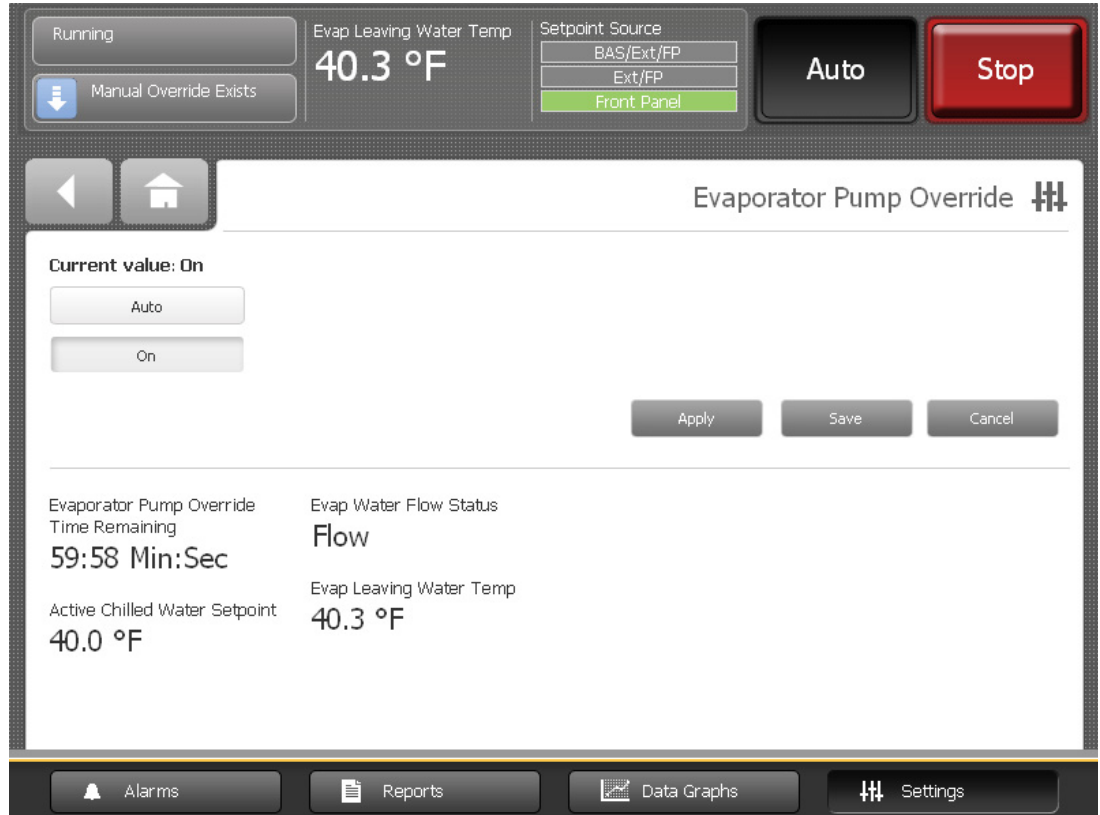 Running
Manual Override Exists
Evap Leaving Water Temp
40.3 °F
Setpoint Source
BAS/Ext/FP
Ext/FP
Front Panel
Auto
Stop
Evaporator Pump Override
Current value: On
Auto
On
Apply
Save
Cancel
Evaporator Pump Override
Time Remaining
59:58 Min:Sec
Active Chilled Water Setpoint
40.0 °F
Evap Water Flow Status
Flow
Evap Leaving Water Temp
40.3 °F
Alarms
Reports
Data Graphs
Settings